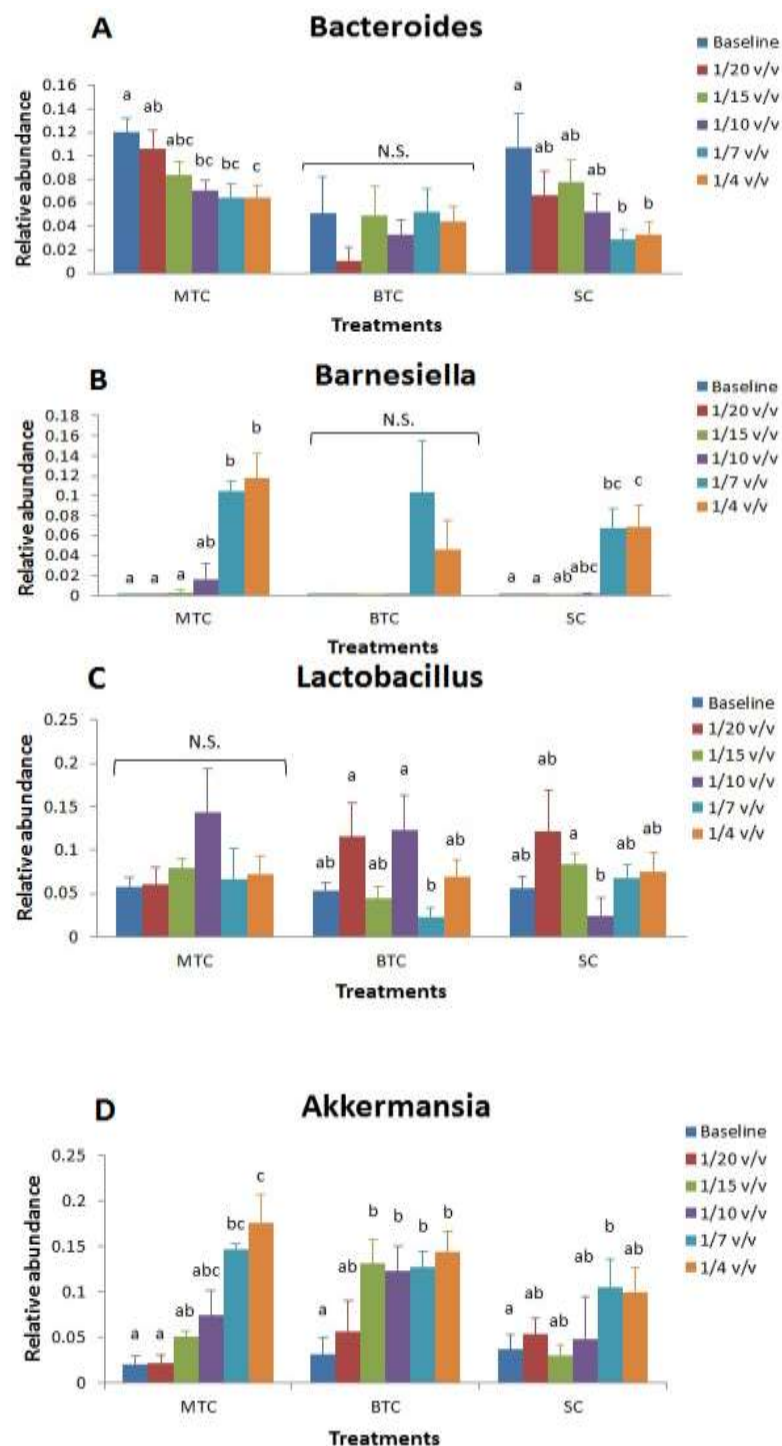 A
Bacteroides
Relative abundance
0.16
0.14
0.12
0.1
0.08
0.06
0.04
0.02
0
a
ab
abc
bc
bc
c
N.S.
a
ab
ab
ab
b
b
MTC
BTC
SC
Treatments
Baseline
1/20 v/v
1/15 v/v
1/10 v/v
1/7 v/v
1/4 v/v
B
Barnesiella
Relative abundance
0.18
0.16
0.14
0.12
0.1
0.08
0.06
0.04
0.02
0
a
a
a
ab
b
b
N.S.
a
a
ab
abc
bc
c
MTC
BTC
SC
Treatments
Baseline
1/20 v/v
1/15 v/v
1/10 v/v
1/7 v/v
1/4 v/v
C
Lactobacillus
Relative abundance
0.25
0.2
0.15
0.1
0.05
0
N.S.
ab
a
ab
a
b
ab
ab
ab
a
b
ab
ab
MTC
BTC
SC
Treatments
Baseline
1/20 v/v
1/15 v/v
1/10 v/v
1/7 v/v
1/4 v/v
D
Akkermansia
Relative abundance
0.25
0.2
0.15
0.1
0.05
0
a
a
ab
abc
bc
c
a
ab
b
b
b
b
a
ab
ab
ab
b
ab
MTC
BTC
SC
Treatments
Baseline
1/20 v/v
1/15 v/v
1/10 v/v
1/7 v/v
1/4 v/v